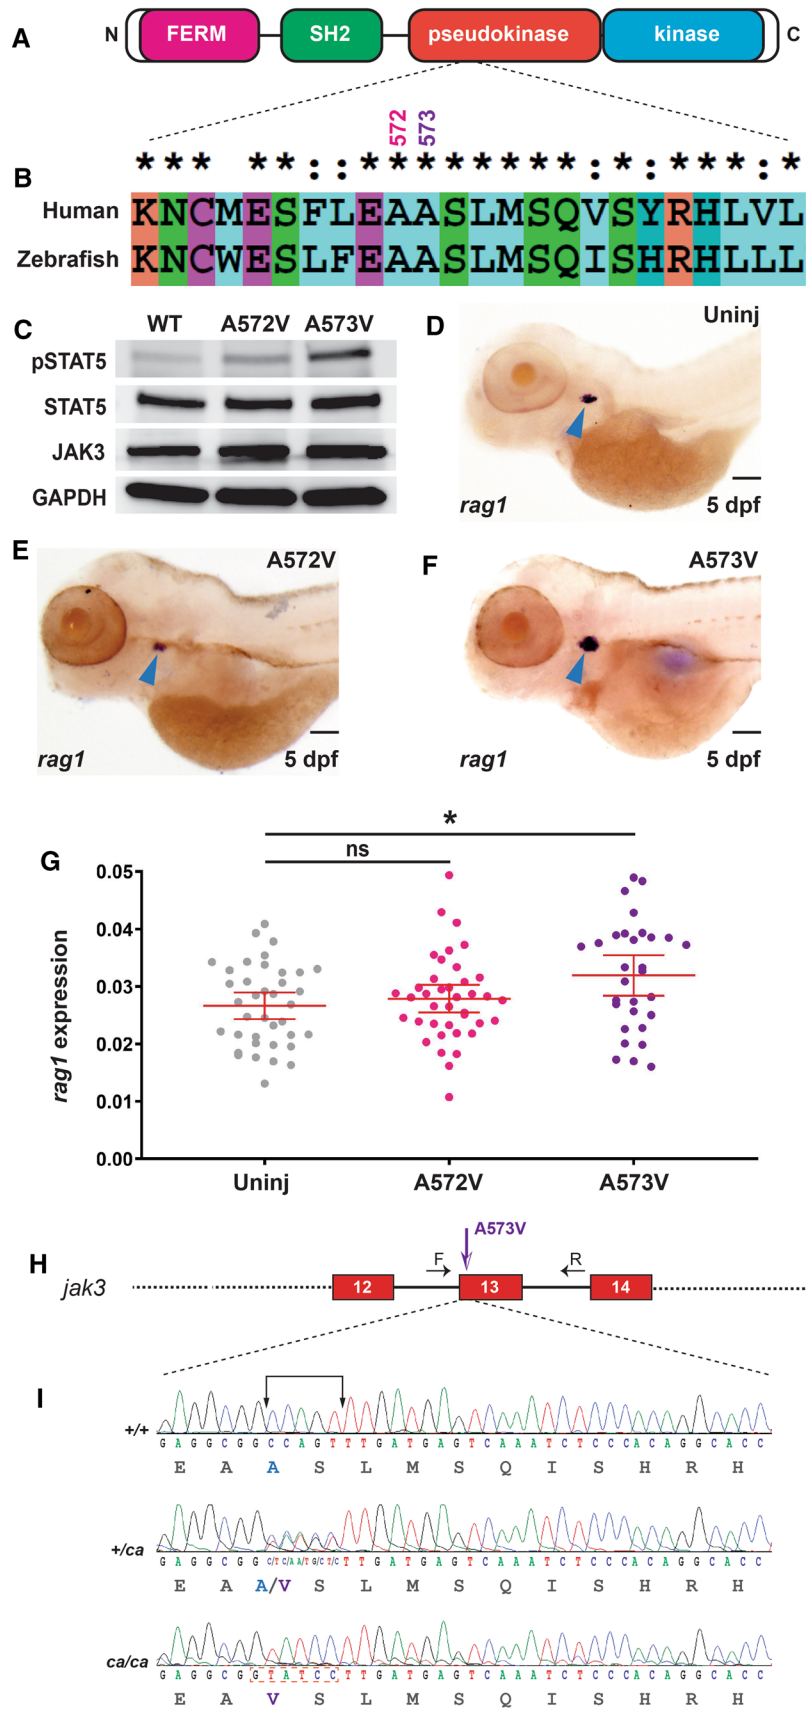 A
N FERM SH2 pseudokinase kinase C
572 573
B
* * * * * : : * * * * * * * * : * : * * * : *
Human KNCMESFLEAASLMSQVSYRHLVL
Zebrafish KNCWESLFEAASLMSQISHRHLLL
C
WT A572V A573V
pSTAT5
STAT5
JAK3
GAPDH
D
Uninj
rag1 5 dpf
E
A572V
rag1 5 dpf
F
A573V
rag1 5 dpf
G
*
ns
rag1 expression
0.05
0.04
0.03
0.02
0.01
0.00
Uninj A572V A573V
H
A573V
F R
jak3 12 13 14
I
+/+
G A G G C G G C C A G T T T G A T G A G T C A A A T C T C C C A C A G G C A C C
E A A S L M S Q I S H R H
+/ca
G A G G C G G C/T C/A A/T G/C T/C T T G A T G A G T C A A A T C T C C C A C A G G C A C C
E A A/V S L M S Q I S H R H
ca/ca
G A G G C G G T A T C C T T G A T G A G T C A A A T C T C C C A C A G G C A C C
E A V S L M S Q I S H R H